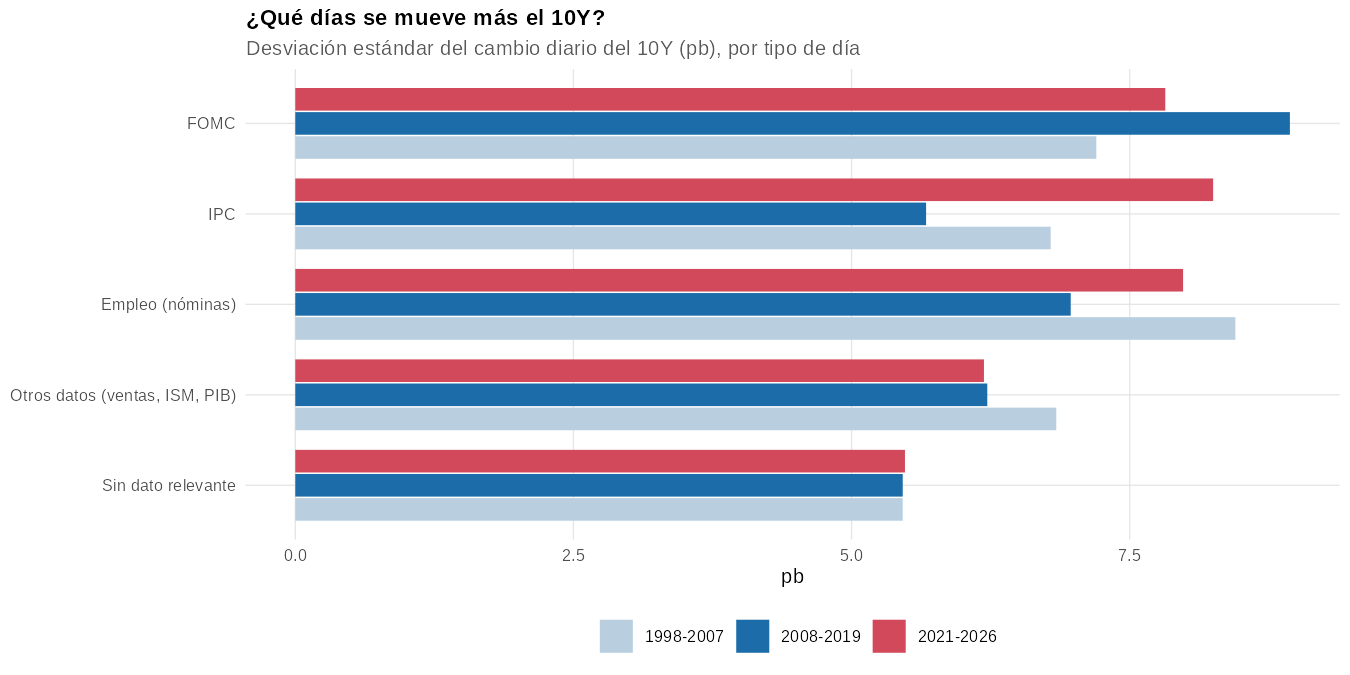 ¿Qué días se mueve más el 10Y?
Desviación estándar del cambio diario del 10Y (pb), por tipo de día
FOMC
IPC
Empleo (nóminas)
Otros datos (ventas, ISM, PIB)
Sin dato relevante
0.0 2.5 5.0 7.5
pb
1998-2007 2008-2019 2021-2026